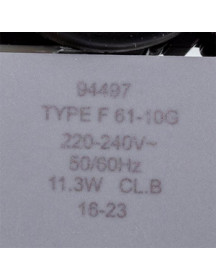 94497
TYPE F 61-10G
220-240V~
50/60Hz
11.3W CL.B
16-23